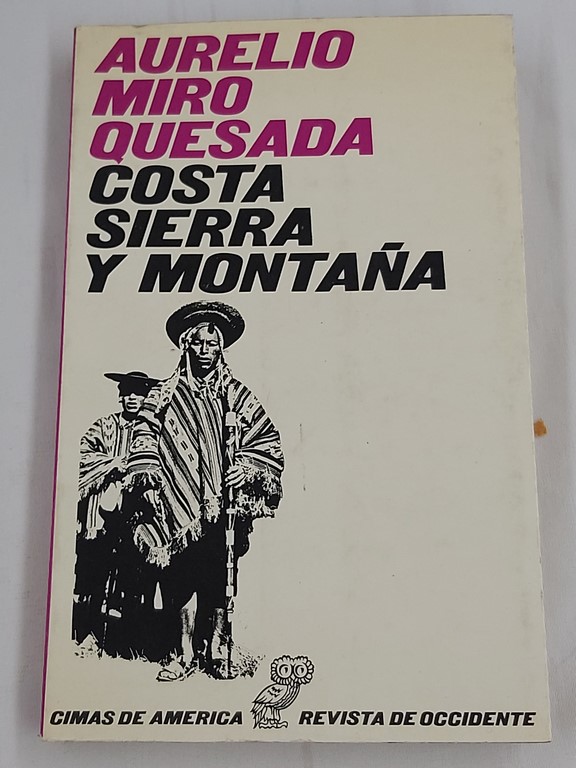 AURELIO
MIRO
QUESADA
COSTA
SIERRA
Y MONTAÑA
CIMAS DE AMERICA REVISTA DE OCCIDENTE